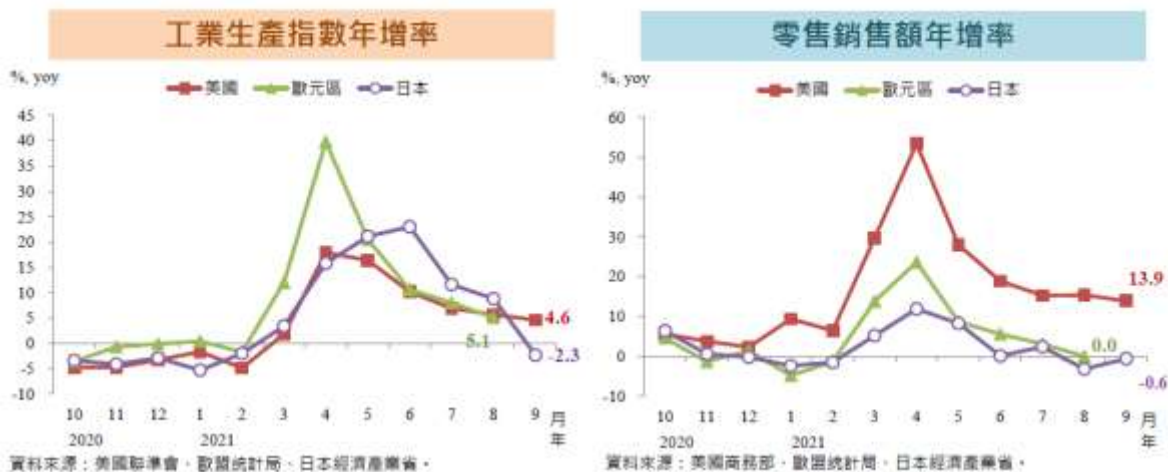 工業生產指數年增率
%, yoy
美國 歐元區 日本
45
40
35
30
25
20
15
10
5
0
-5
-10
4.6
5.1
-2.3
10 11 12 1 2 3 4 5 6 7 8 9 月
2020 2021 年
資料來源：美國聯準會、歐盟統計局、日本經濟產業省。
零售銷售額年增率
%, yoy
美國 歐元區 日本
60
50
40
30
20
10
0
-10
13.9
0.0
-0.6
10 11 12 1 2 3 4 5 6 7 8 9 月
2020 2021 年
資料來源：美國商務部、歐盟統計局、日本經濟產業省。